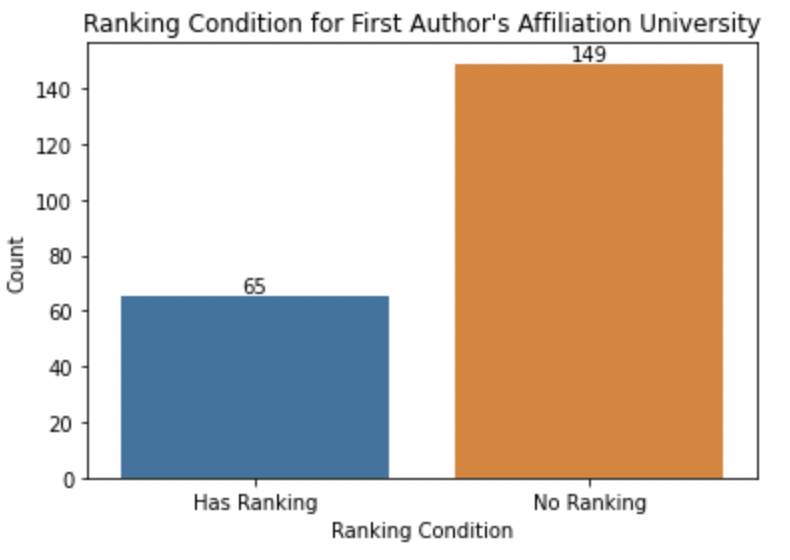 Ranking Condition for First Author's Affiliation University
149
140
120
100
80
65
60
40
20
0
Count
Has Ranking
No Ranking
Ranking Condition